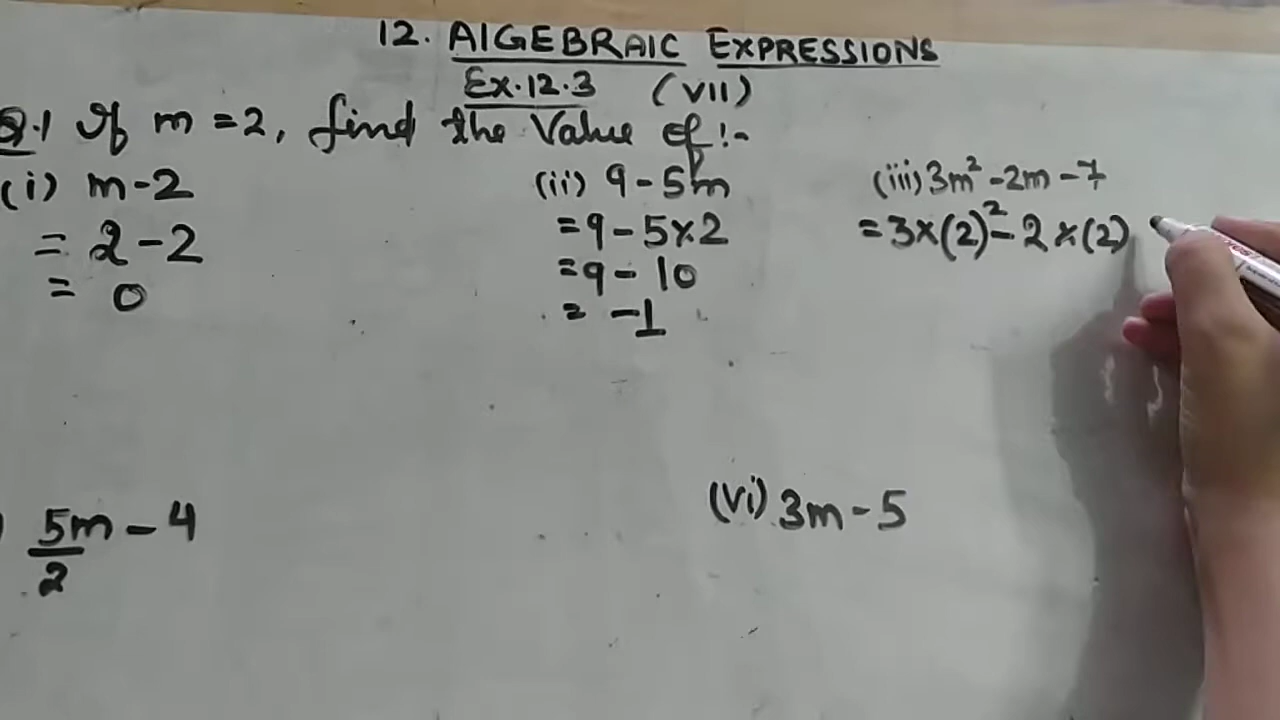 12. AlGEBRAIC EXPRESSIONS
Ex.12.3 (VII)
Q.1 If m = 2, find the Value of :-
(i) m - 2
= 2 - 2
= 0
(ii) 9 - 5m
= 9 - 5×2
= 9 - 10
= -1
(iii) 3m² - 2m - 7
= 3×(2)² - 2×(2)
) 5m/2 - 4
(vi) 3m - 5